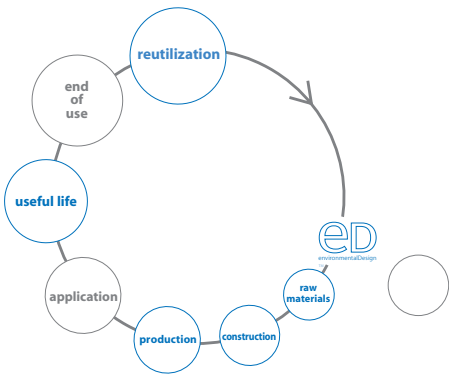 reutilization
end
of
use
useful life
application
production
construction
raw
materials
eD
environmentalDesign